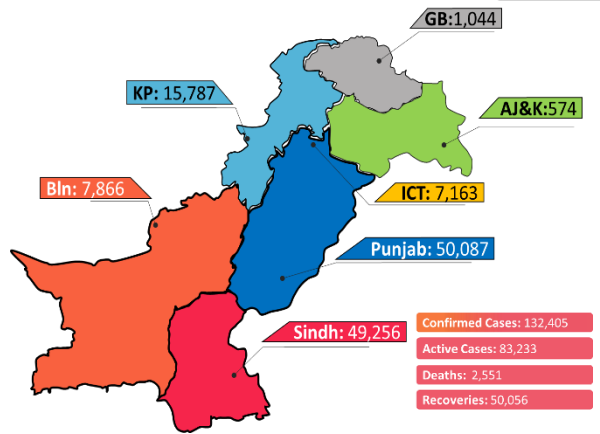 GB:1,044
KP: 15,787
AJ&K:574
Bln: 7,866
ICT: 7,163
Punjab: 50,087
Sindh: 49,256
Confirmed Cases: 132,405
Active Cases: 83,233
Deaths: 2,551
Recoveries: 50,056